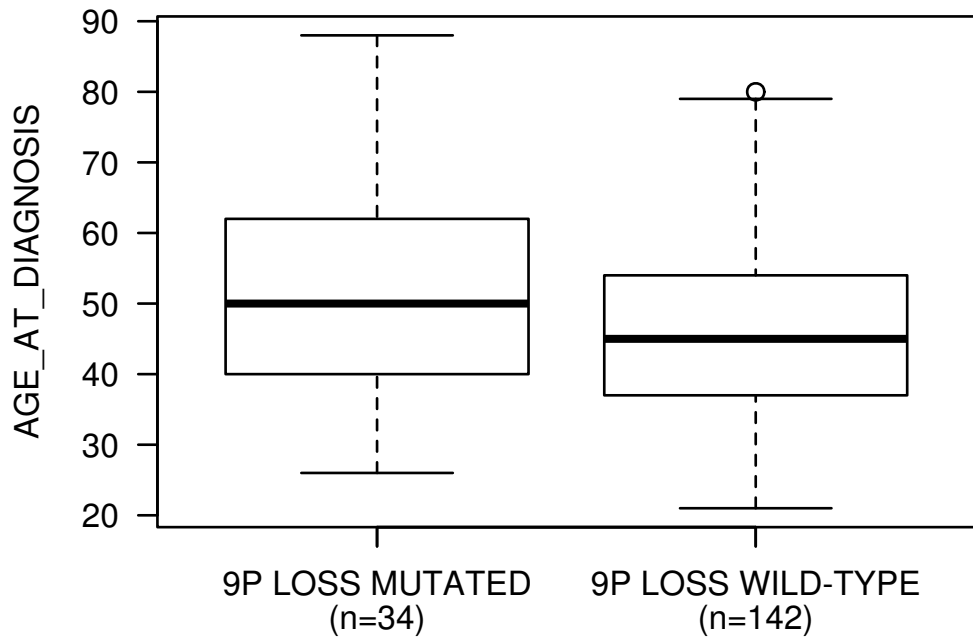 AGE_AT_DIAGNOSIS
90
80
70
60
50
40
30
20
9P LOSS MUTATED
(n=34)
9P LOSS WILD-TYPE
(n=142)